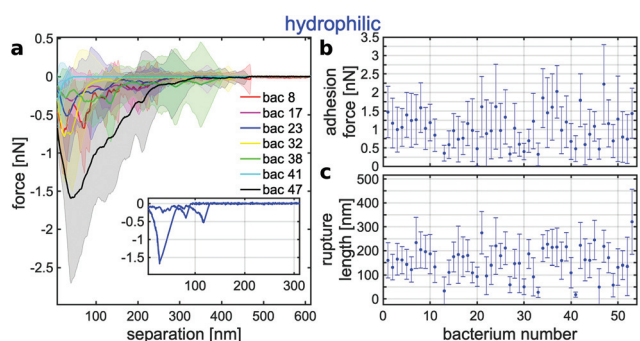 hydrophilic
a
0.5
0
-0.5
-1
-1.5
-2
-2.5
force [nN]
bac 8
bac 17
bac 23
bac 32
bac 38
bac 41
bac 47
0
-0.5
-1
-1.5
100 200 300
100 200 300 400 500 600
separation [nm]
b
3.5
3
2.5
2
1.5
1
0.5
0
adhesion
force [nN]
c
500
400
300
200
100
0
rupture
length [nm]
0 10 20 30 40 50
bacterium number